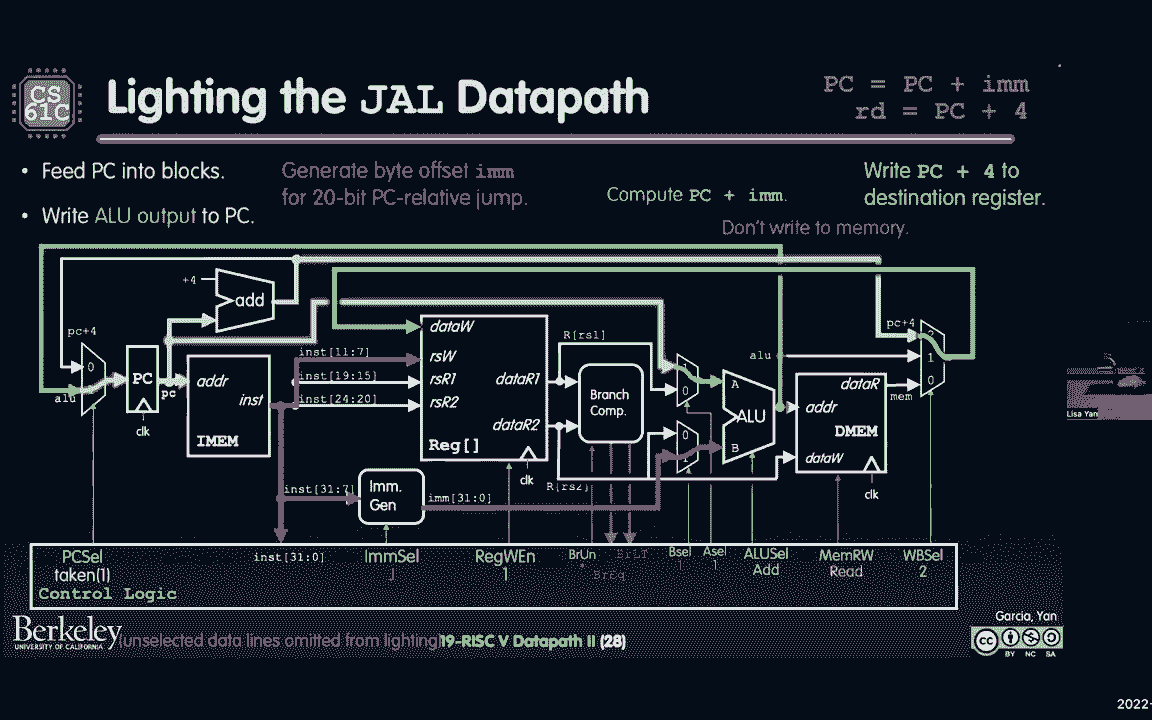 CS
61C
Lighting the JAL Datapath
PC = PC + imm
rd = PC + 4
• Feed PC into blocks.
• Write ALU output to PC.
Generate byte offset imm
for 20-bit PC-relative jump.
Compute PC + imm.
Don't write to memory.
Write PC + 4 to
destination register.
+4
add
pc+4
0
alu
PC
pc
clk
addr
inst
IMEM
inst[11:7]
inst[19:15]
inst[24:20]
inst[31:7]
dataW
rsW
rsR1
rsR2
dataR1
dataR2
Reg[]
clk
Imm.
Gen
imm[31:0]
R[rs1]
R[rs2]
Branch
Comp.
0
0
1
A
ALU
B
alu
addr
dataR
DMEM
dataW
clk
pc+4
2
1
0
mem
PCSel
taken(1)
Control Logic
inst[31:0]
ImmSel
J
RegWEn
1
BrUn
*
BrEq
BrLT
Bsel
1
Asel
1
ALUSel
Add
MemRW
Read
WBSel
2
Berkeley
UNIVERSITY OF CALIFORNIA
(unselected data lines omitted from lighting)
19-RISC V Datapath II (28)
Garcia, Yan
cc
BY NC SA
Lisa Yan
2022-